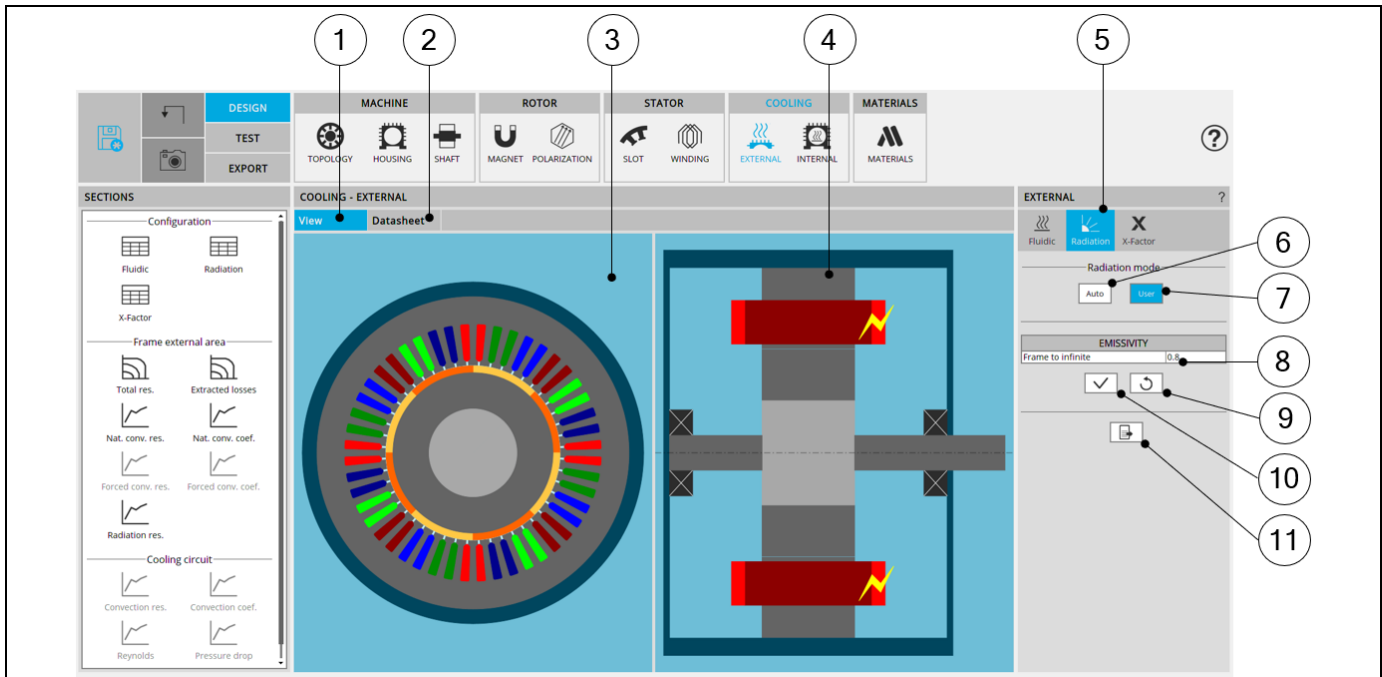 1 2 3 4 5
DESIGN
TEST
EXPORT
MACHINE ROTOR STATOR COOLING MATERIALS
TOPOLOGY HOUSING SHAFT MAGNET POLARIZATION SLOT WINDING EXTERNAL INTERNAL MATERIALS
?
SECTIONS
Configuration
Fluidic Radiation
X-Factor
Frame external area
Total res. Extracted losses
Nat. conv. res. Nat. conv. coef.
Forced conv. res. Forced conv. coef.
Radiation res.
Cooling circuit
Convection res. Convection coef.
Reynolds Pressure drop
COOLING - EXTERNAL
View Datasheet
EXTERNAL ?
Fluidic Radiation X-Factor
Radiation mode
Auto User
EMISSIVITY
Frame to infinite 0.8
6
7
8
9
10
11